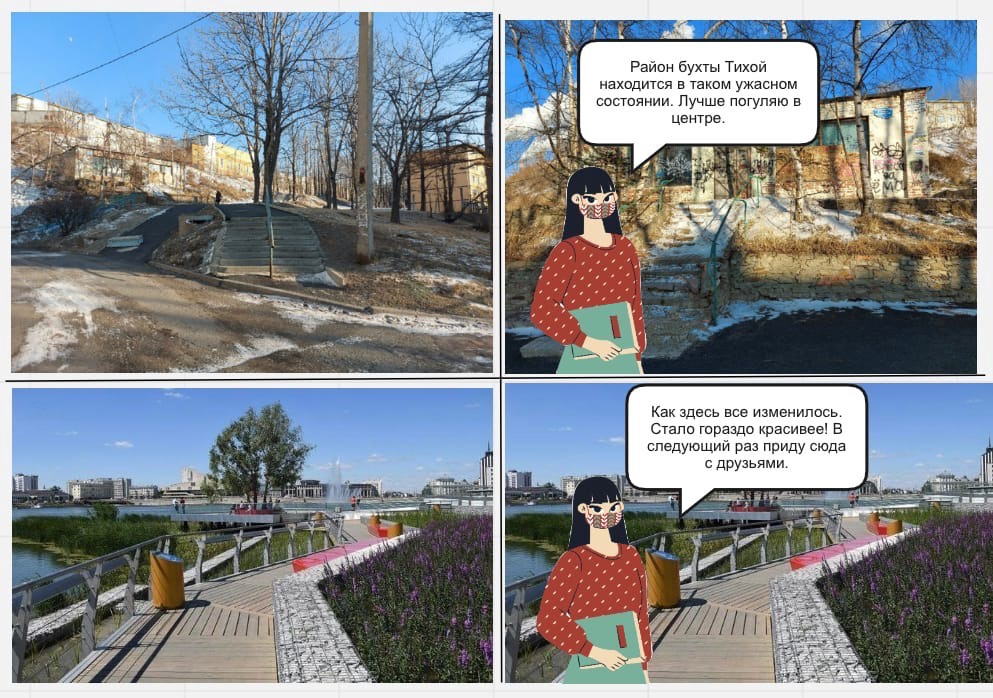 Район бухты Тихой
находится в таком ужасном
состоянии. Лучше погуляю в
центре.
Как здесь все изменилось.
Стало гораздо красивее! В
следующий раз приду сюда
с друзьями.